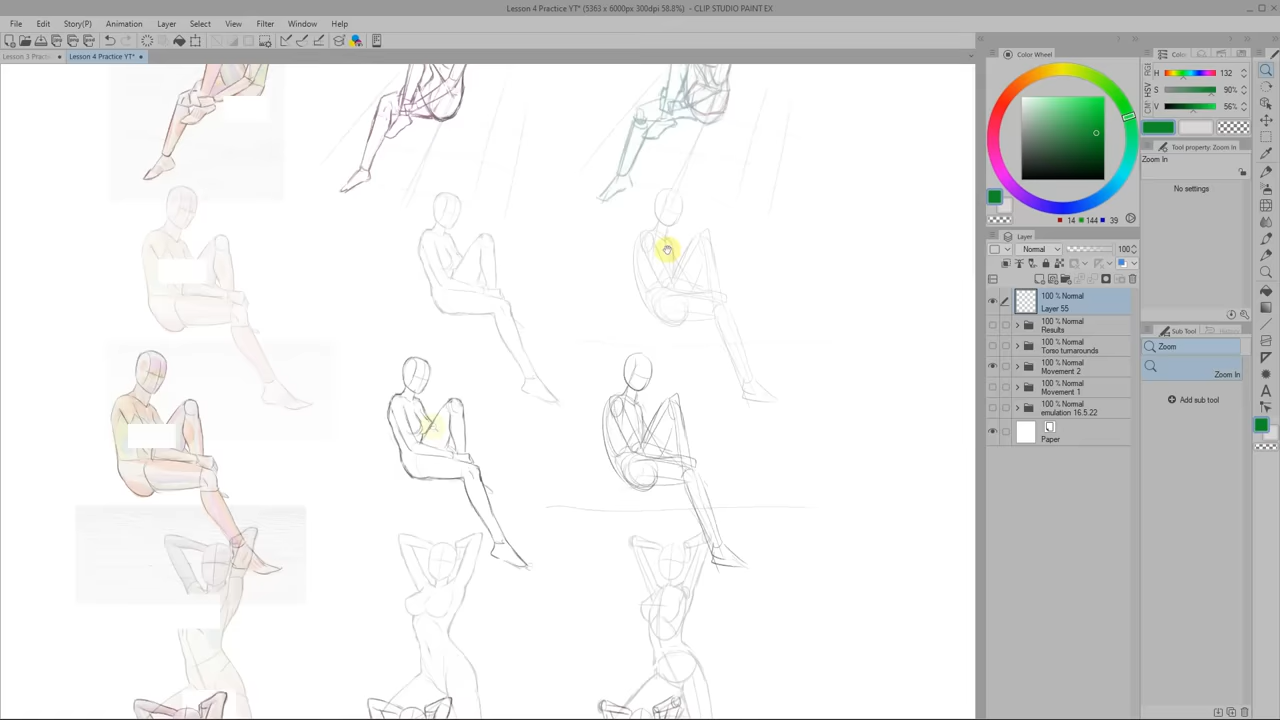 Lesson 4 Practice YT* (5363 x 6000px 300dpi 58.8%) - CLIP STUDIO PAINT EX
File Edit Story(P) Animation Layer Select View Filter Window Help
Lesson 3 Practi Lesson 4 Practice YT*
Color Wheel
Color
H 132
S 90%
V 56%
Tool property: Zoom In
Zoom In
No settings
14 144 39
Layer
Normal 100
100 % Normal
Layer 55
100 % Normal
Results
100 % Normal
Torso turnarounds
100 % Normal
Movement 2
100 % Normal
Movement 1
100 % Normal
emulation 16.5.22
Paper
Sub Tool
Zoom
Zoom In
Add sub tool